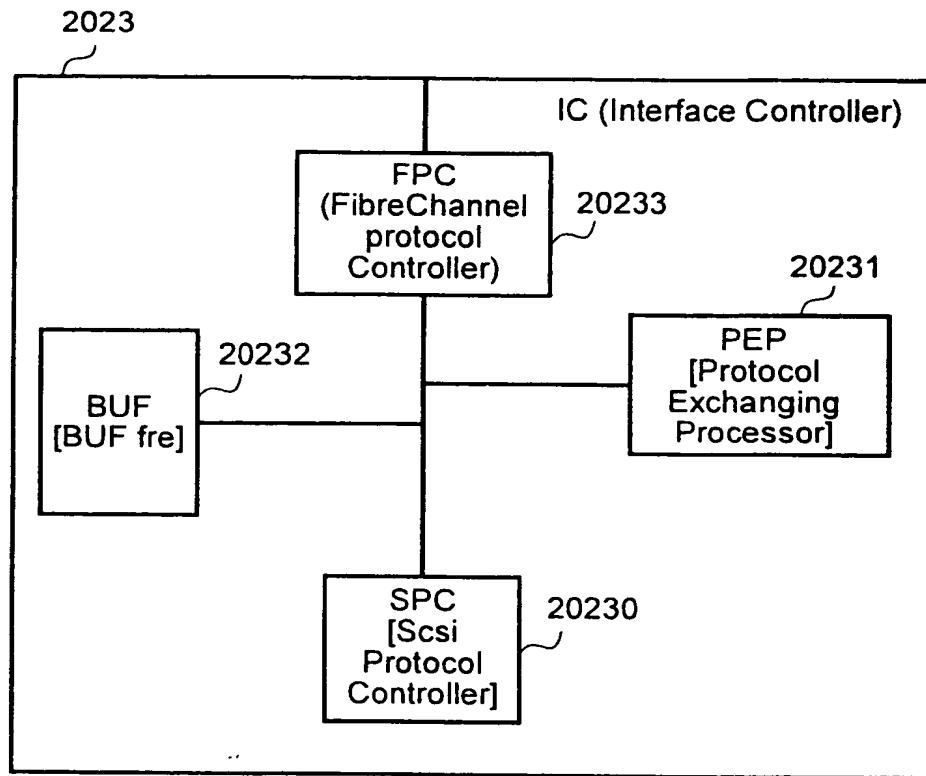 2023
IC (Interface Controller)
FPC
(FibreChannel
protocol
Controller)
20233
20231
PEP
[Protocol
Exchanging
Processor]
20232
BUF
[BUF fre]
SPC
[Scsi
Protocol
Controller]
20230